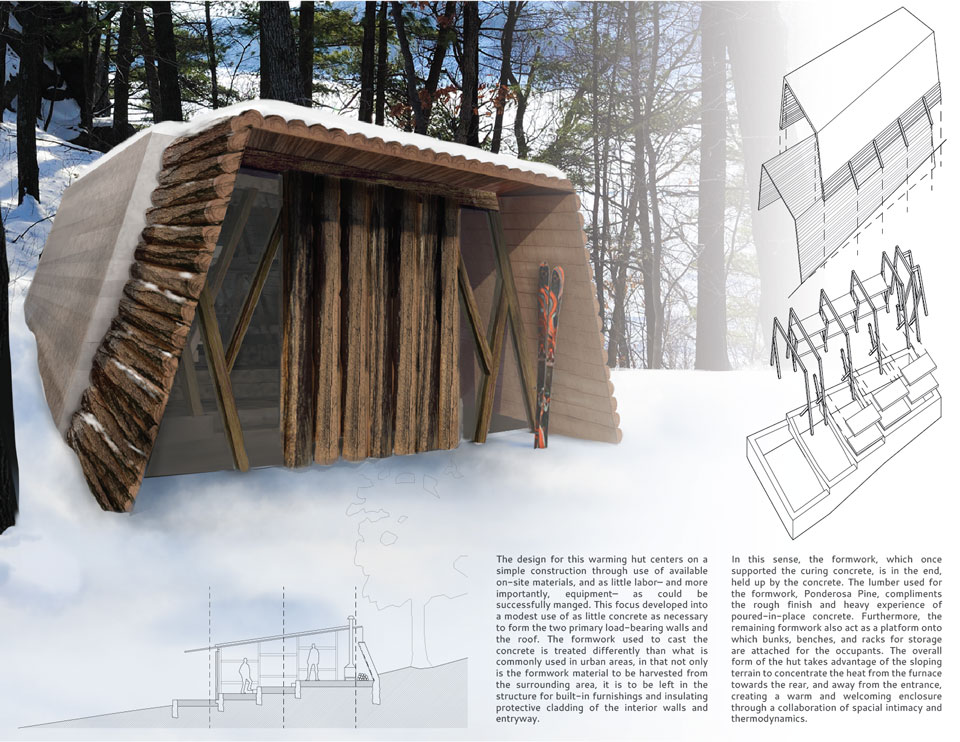 The design for this warming hut centers on a
simple construction through use of available
on-site materials, and as little labor— and more
importantly, equipment— as could be
successfully manged. This focus developed into
a modest use of as little concrete as necessary
to form the two primary load-bearing walls and
the roof. The formwork used to cast the
concrete is treated differently than what is
commonly used in urban areas, in that not only
is the formwork material to be harvested from
the surrounding area, it is to be left in the
structure for built-in furnishings and insulating
protective cladding of the interior walls and
entryway.
In this sense, the formwork, which once
supported the curing concrete, is in the end,
held up by the concrete. The lumber used for
the formwork, Ponderosa Pine, compliments
the rough finish and heavy experience of
poured-in-place concrete. Furthermore, the
remaining formwork also act as a platform onto
which bunks, benches, and racks for storage
are attached for the occupants. The overall
form of the hut takes advantage of the sloping
terrain to concentrate the heat from the furnace
towards the rear, and away from the entrance,
creating a warm and welcoming enclosure
through a collaboration of spacial intimacy and
thermodynamics.